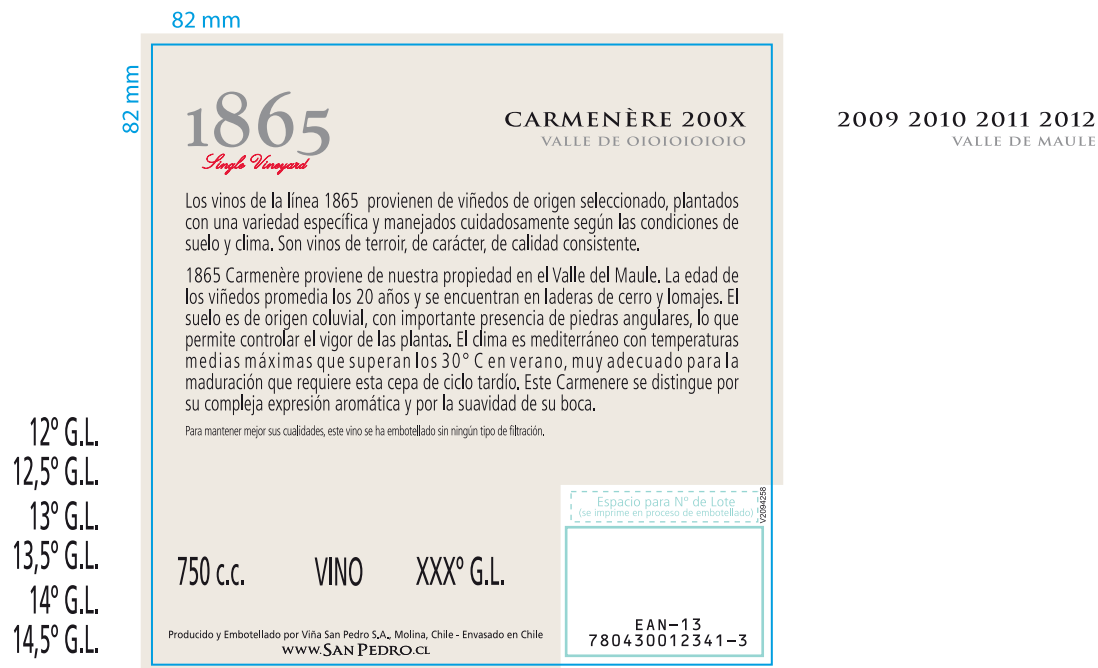 82 mm
82 mm
1865
Single Vineyard
CARMENÈRE 200X
VALLE DE OIOIOIOIOIO
2009 2010 2011 2012
VALLE DE MAULE
Los vinos de la línea 1865 provienen de viñedos de origen seleccionado, plantados
con una variedad específica y manejados cuidadosamente según las condiciones de
suelo y clima. Son vinos de terroir, de carácter, de calidad consistente.
1865 Carmenère proviene de nuestra propiedad en el Valle del Maule. La edad de
los viñedos promedia los 20 años y se encuentran en laderas de cerro y lomajes. El
suelo es de origen coluvial, con importante presencia de piedras angulares, lo que
permite controlar el vigor de las plantas. El clima es mediterráneo con temperaturas
medias máximas que superan los 30° C en verano, muy adecuado para la
maduración que requiere esta cepa de ciclo tardío. Este Carmenere se distingue por
su compleja expresión aromática y por la suavidad de su boca.
Para mantener mejor sus cualidades, este vino se ha embotellado sin ningún tipo de filtración.
12º G.L.
12,5º G.L.
13º G.L.
13,5º G.L.
14º G.L.
14,5º G.L.
Espacio para Nº de Lote
(se imprime en proceso de embotellado)
V2094258
750 c.c. VINO XXXº G.L.
EAN-13
780430012341-3
Producido y Embotellado por Viña San Pedro S.A., Molina, Chile - Envasado en Chile
WWW.SAN PEDRO.CL